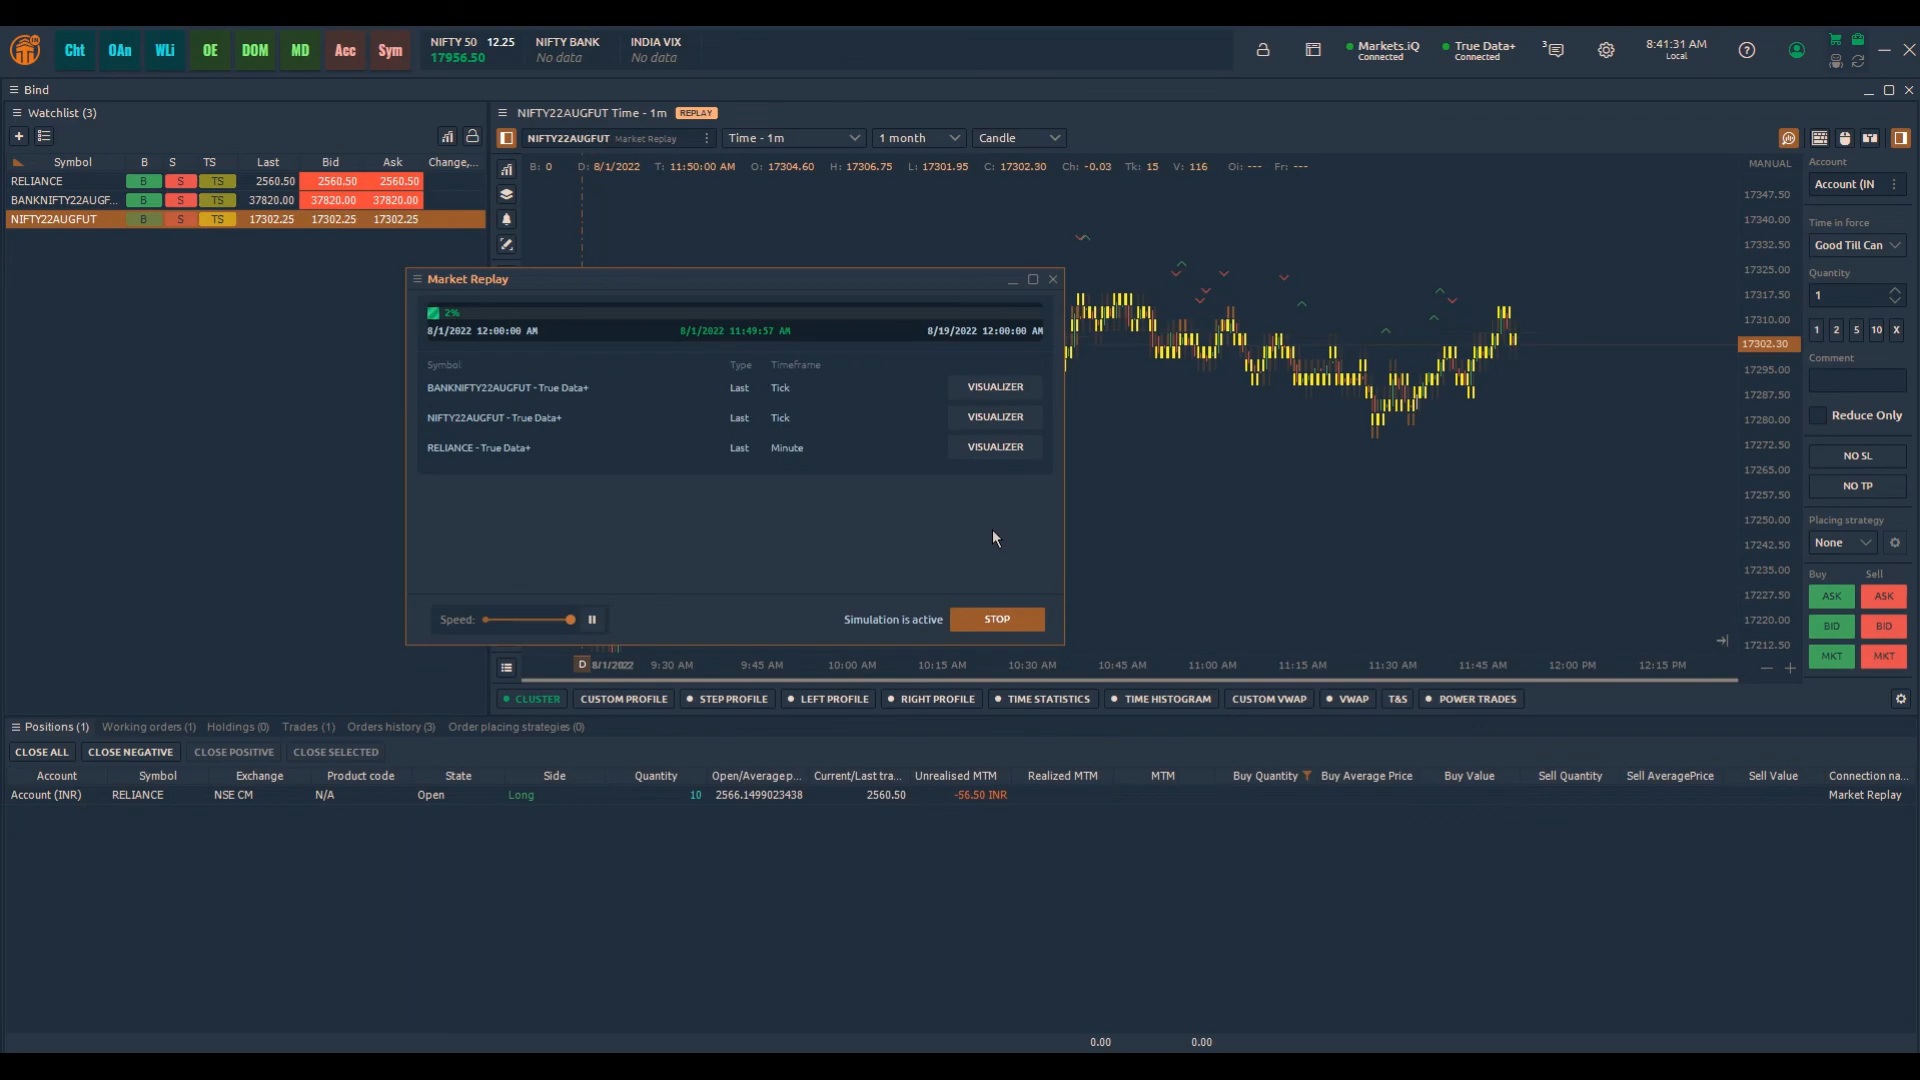 Cht OAn WLi OE DOM MD Acc Sym
NIFTY 50 12.25 NIFTY BANK INDIA VIX
17956.50 No data No data
Markets.iQ Connected
True Data+ Connected
3
8:41:31 AM
Local
Bind
Watchlist (3)
Symbol B S TS Last Bid Ask Change,...
RELIANCE B S TS 2560.50 2560.50 2560.50
BANKNIFTY22AUGF... B S TS 37820.00 37820.00 37820.00
NIFTY22AUGFUT B S TS 17302.25 17302.25 17302.25
NIFTY22AUGFUT Time - 1m REPLAY
NIFTY22AUGFUT Market Replay Time - 1m 1 month Candle
B: 0 D: 8/1/2022 T: 11:50:00 AM O: 17304.60 H: 17306.75 L: 17301.95 C: 17302.30 Ch: -0.03 Tk: 15 V: 116 Oi: --- Fr: ---
MANUAL
17347.50
17340.00
17332.50
17325.00
17317.50
17310.00
17302.30
17295.00
17287.50
17280.00
17272.50
17265.00
17257.50
17250.00
17242.50
17235.00
17227.50
17220.00
17212.50
Market Replay
2%
8/1/2022 12:00:00 AM 8/1/2022 11:49:57 AM 8/19/2022 12:00:00 AM
Symbol Type Timeframe
BANKNIFTY22AUGFUT - True Data+ Last Tick VISUALIZER
NIFTY22AUGFUT - True Data+ Last Tick VISUALIZER
RELIANCE - True Data+ Last Minute VISUALIZER
Speed: Simulation is active STOP
D 8/1/2022 9:30 AM 9:45 AM 10:00 AM 10:15 AM 10:30 AM 10:45 AM 11:00 AM 11:15 AM 11:30 AM 11:45 AM 12:00 PM 12:15 PM
CLUSTER CUSTOM PROFILE STEP PROFILE LEFT PROFILE RIGHT PROFILE TIME STATISTICS TIME HISTOGRAM CUSTOM VWAP VWAP T&S POWER TRADES
Account
Account (IN
Time in force
Good Till Can
Quantity
1
1 2 5 10 X
Comment
Reduce Only
NO SL
NO TP
Placing strategy
None
Buy Sell
ASK ASK
BID BID
MKT MKT
Positions (1) Working orders (1) Holdings (0) Trades (1) Orders history (3) Order placing strategies (0)
CLOSE ALL CLOSE NEGATIVE CLOSE POSITIVE CLOSE SELECTED
Account Symbol Exchange Product code State Side Quantity Open/Average p... Current/Last tra... Unrealised MTM Realized MTM MTM Buy Quantity Buy Average Price Buy Value Sell Quantity Sell AveragePrice Sell Value Connection na...
Account (INR) RELIANCE NSE CM N/A Open Long 10 2566.1499023438 2560.50 -56.50 INR Market Replay
0.00 0.00